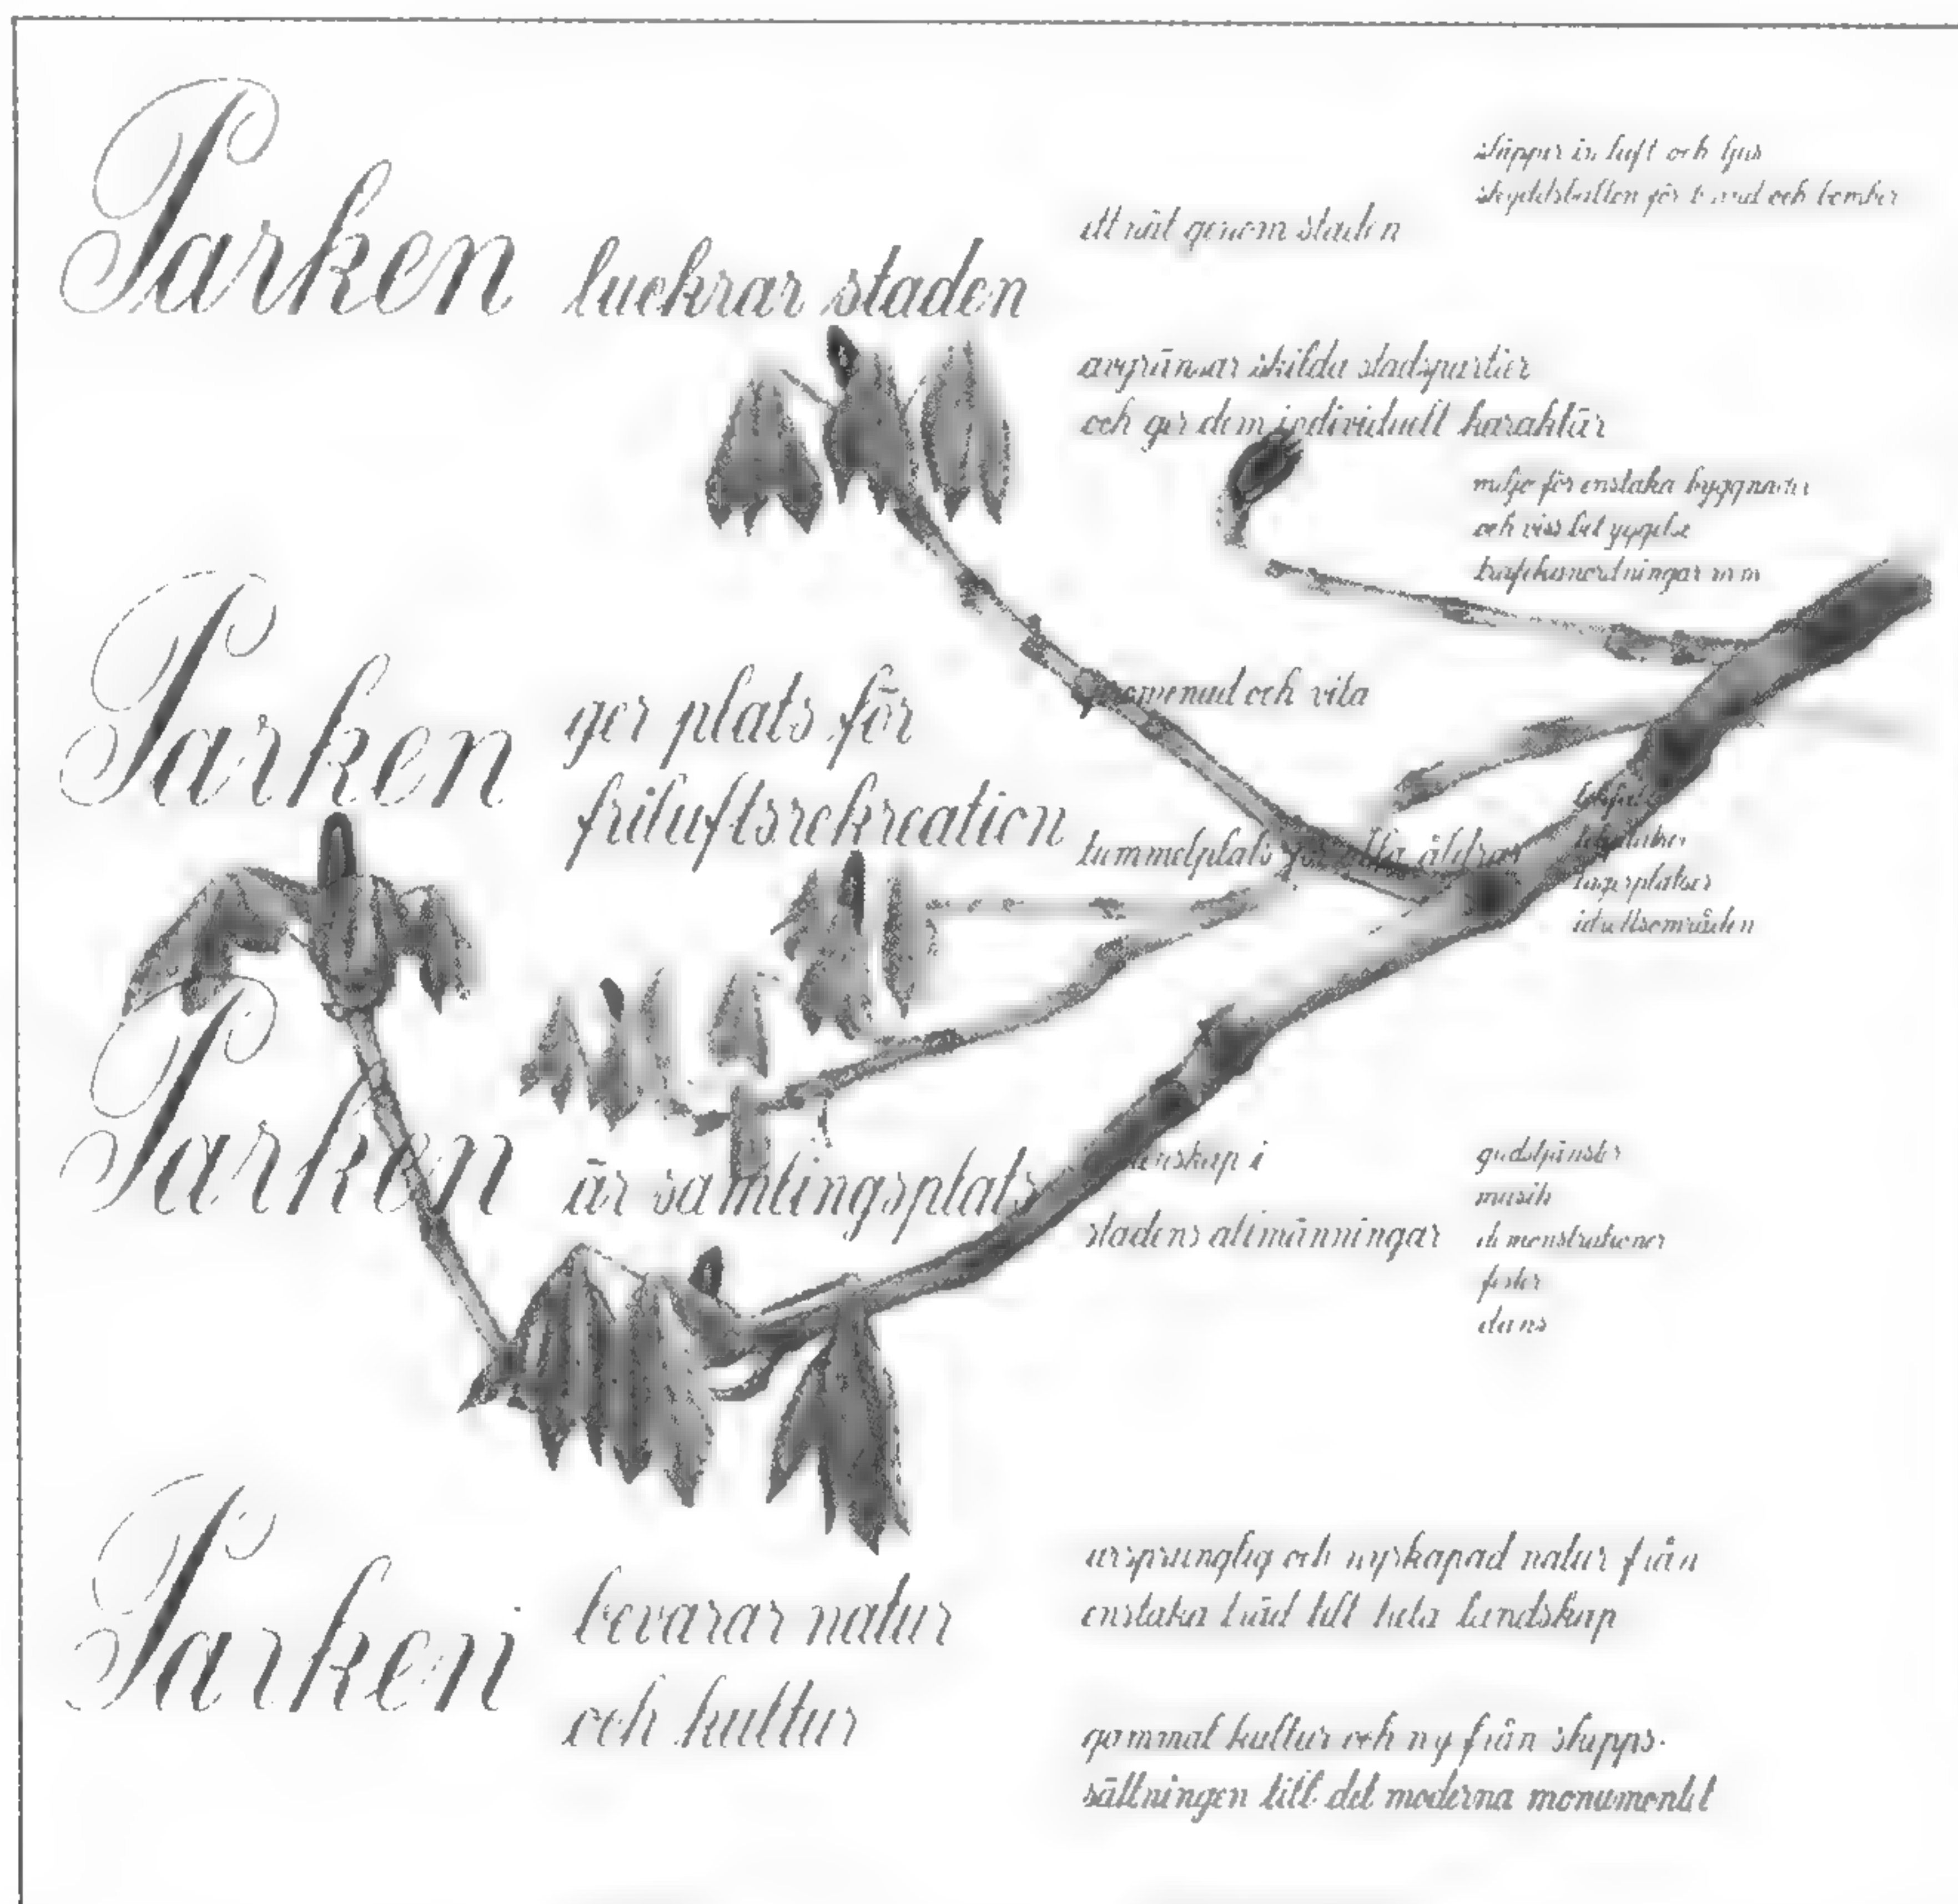 Parken luckrar staden
ett nät genom staden
släpper in luft och ljus
skyddsbälten för brand och bomber
avgränsar skilda stadspartier
och ger dem individuell karaktär
miljö för enstaka byggnader
och viss bebyggelse
trafikanordningar m m
Parken ger plats för
friluftsrekreation
promenad och vila
tummelplats för alla åldrar
lekplatser
lägerplatser
idrottsområden
Parken är samlingsplats
i
stadens allmänningar
gudstjänster
musik
demonstrationer
fester
dans
Parken bevarar natur
och kultur
ursprunglig och nyskapad natur från
enstaka träd till hela landskap
gammal kultur och ny från skepps-
sättningen till det moderna monumentet